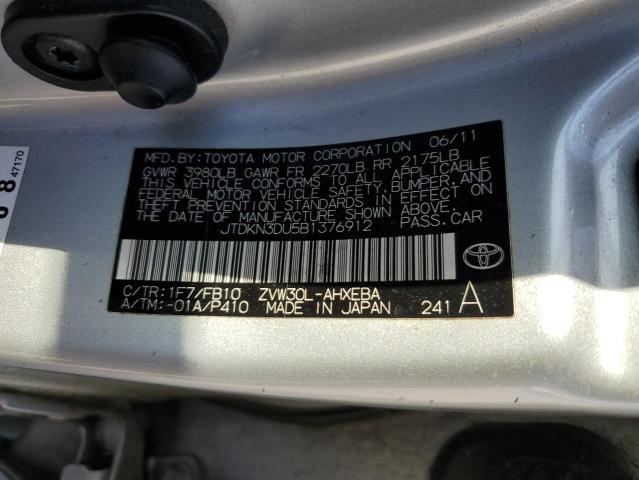 MFD.BY:TOYOTA MOTOR CORPORATION 06/11
GVWR 3980LB GAWR FR 2270LB RR 2175LB
THIS VEHICLE CONFORMS TO ALL APPLICABLE
FEDERAL MOTOR VEHICLE SAFETY, BUMPER, AND
THEFT PREVENTION STANDARDS IN EFFECT ON
THE DATE OF MANUFACTURE SHOWN ABOVE.
JTDKN3DU5B1376912 PASS.CAR
C/TR:1F7/FB10 ZVW30L-AHXEBA
A/TM:-01A/P410 MADE IN JAPAN 241 A
47170
8